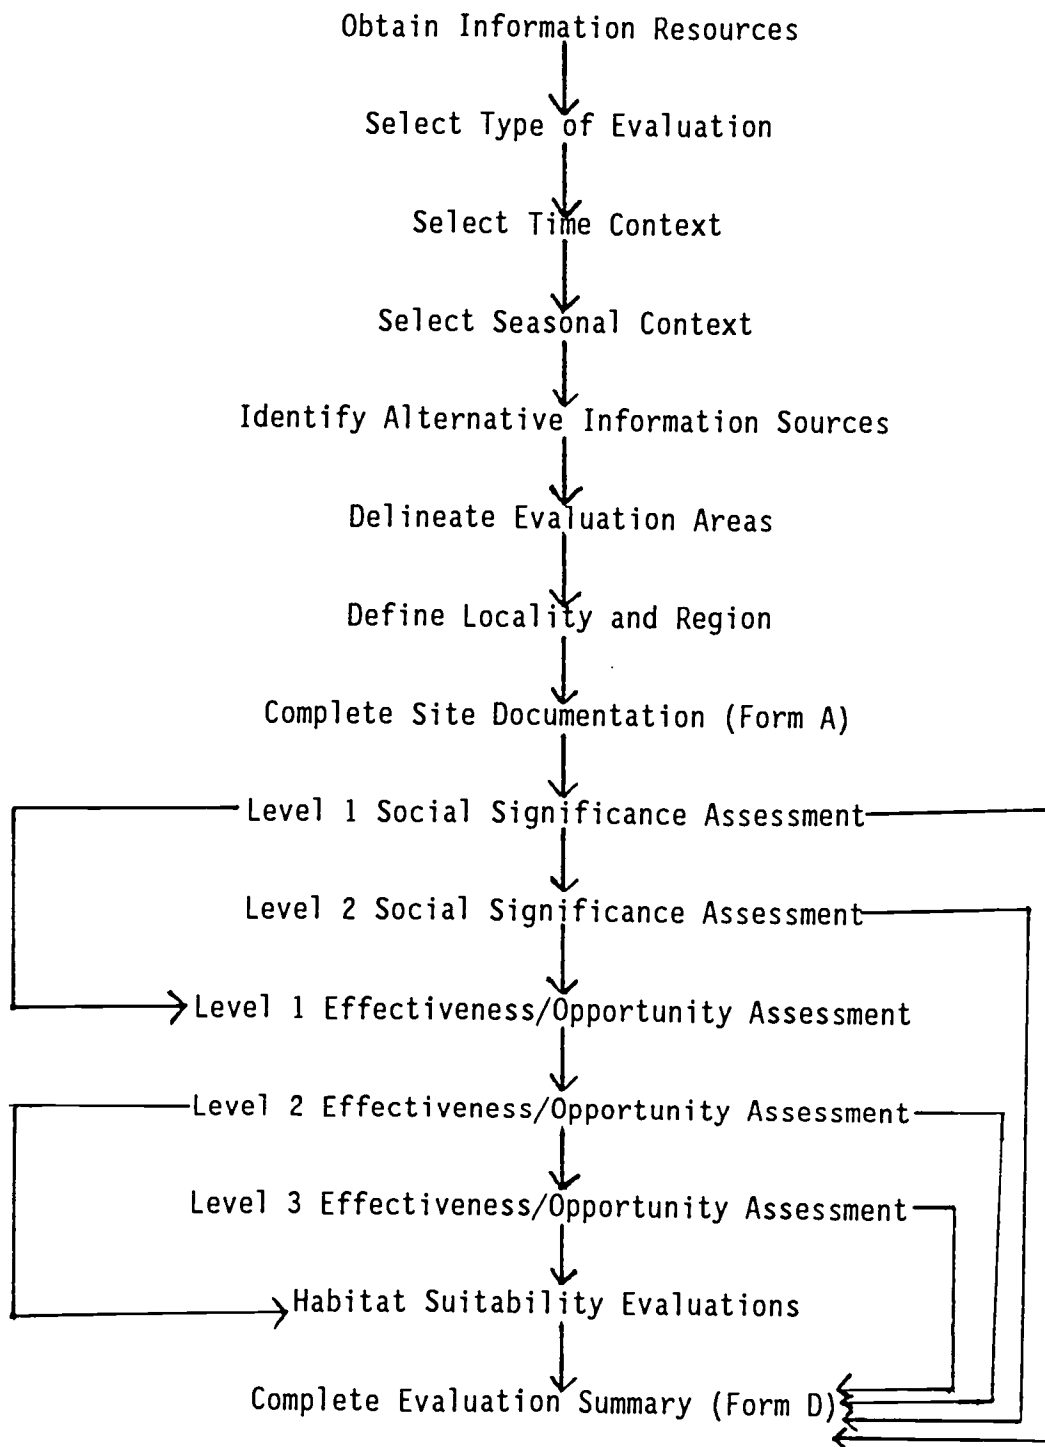 Obtain Information Resources
Select Type of Evaluation
Select Time Context
Select Seasonal Context
Identify Alternative Information Sources
Delineate Evaluation Areas
Define Locality and Region
Complete Site Documentation (Form A)
Level 1 Social Significance Assessment
Level 2 Social Significance Assessment
Level 1 Effectiveness/Opportunity Assessment
Level 2 Effectiveness/Opportunity Assessment
Level 3 Effectiveness/Opportunity Assessment
Habitat Suitability Evaluations
Complete Evaluation Summary (Form D)